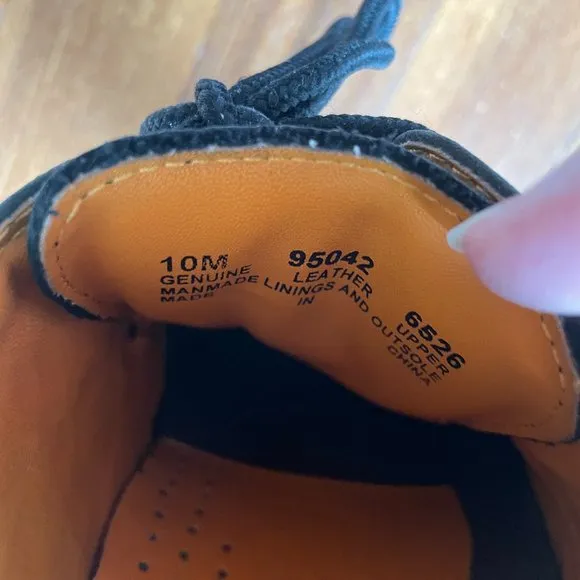 10M 95042 6526
GENUINE LEATHER UPPER
MANMADE LININGS AND OUTSOLE
MADE IN CHINA